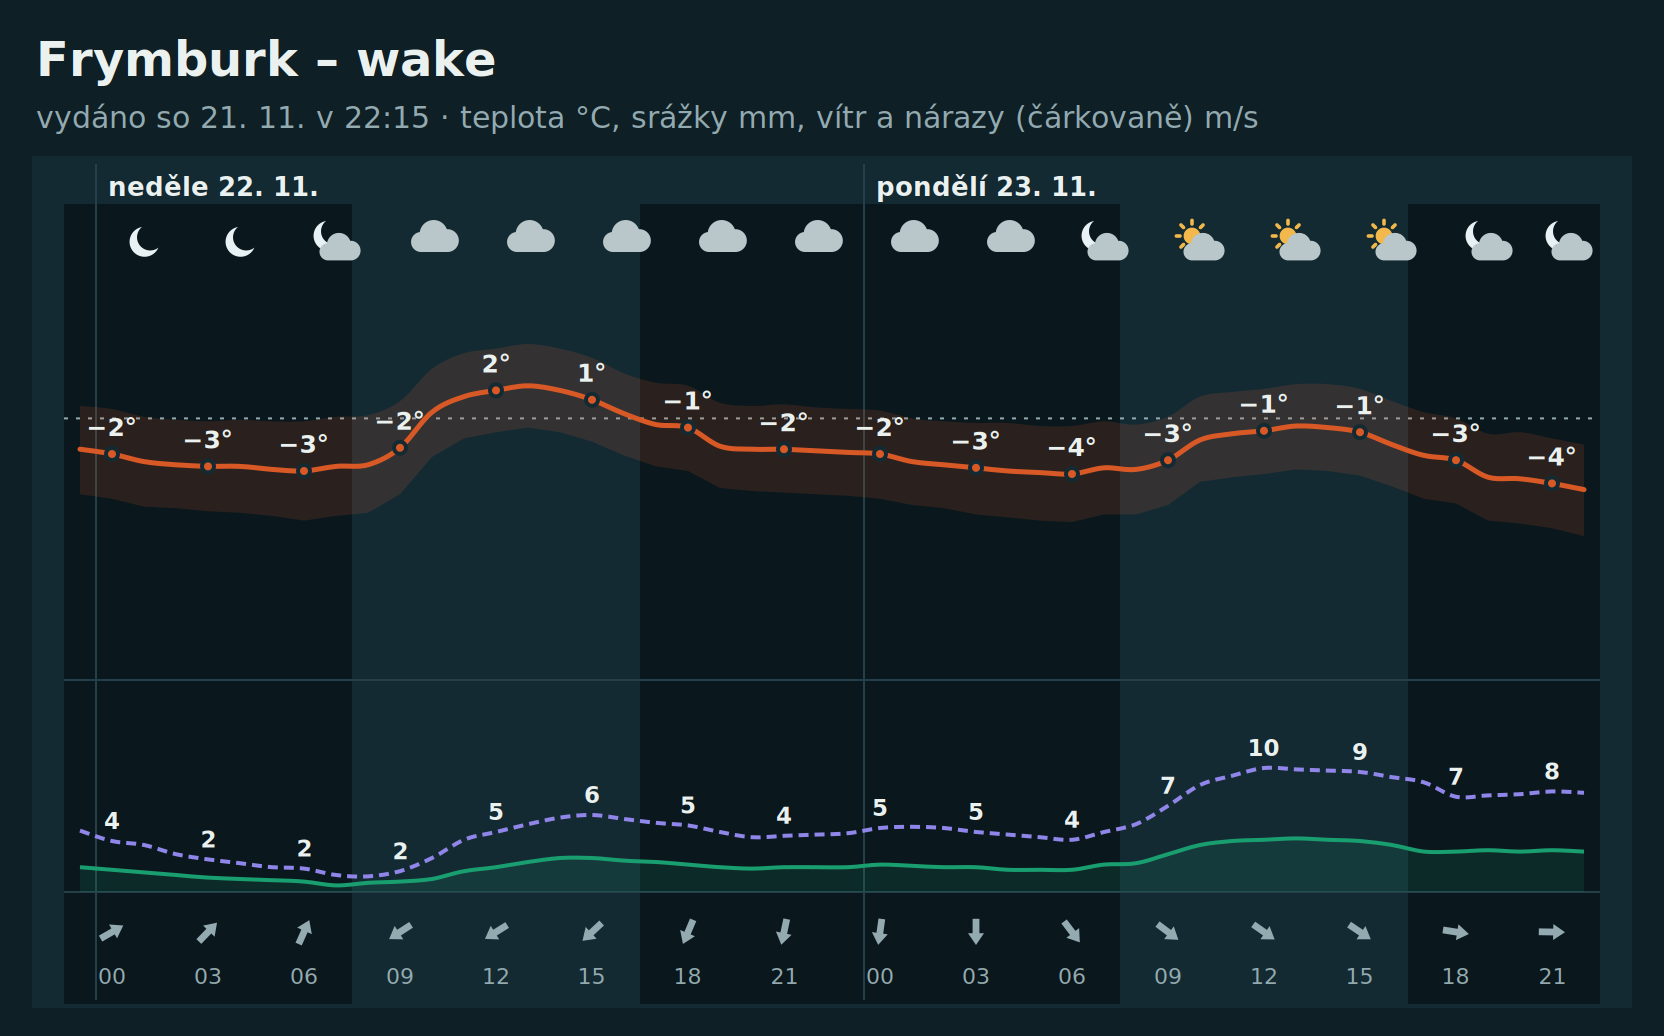 Frymburk – wake
vydáno so 21. 11. v 22:15 · teplota °C, srážky mm, vítr a nárazy (čárkovaně) m/s
neděle 22. 11. pondělí 23. 11.
−2° −3° −3° −2° 2° 1° −1° −2° −2° −3° −4° −3° −1° −1° −3° −4°
4 2 2 2 5 6 5 4 5 5 4 7 10 9 7 8
00 03 06 09 12 15 18 21 00 03 06 09 12 15 18 21